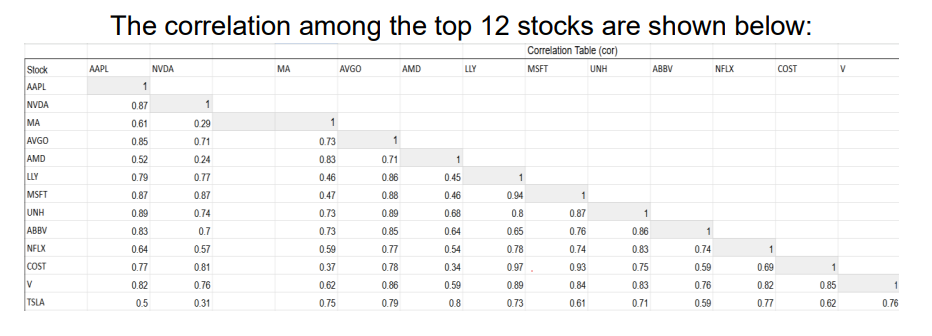 The correlation among the top 12 stocks are shown below:
Correlation Table (cor)
Stock AAPL NVDA MA AVGO AMD LLY MSFT UNH ABBV NFLX COST V
AAPL 1
NVDA 0.87 1
MA 0.61 0.29 1
AVGO 0.85 0.71 0.73 1
AMD 0.52 0.24 0.83 0.71 1
LLY 0.79 0.77 0.46 0.86 0.45 1
MSFT 0.87 0.87 0.47 0.88 0.46 0.94 1
UNH 0.89 0.74 0.73 0.89 0.68 0.8 0.87 1
ABBV 0.83 0.7 0.73 0.85 0.64 0.65 0.76 0.86 1
NFLX 0.64 0.57 0.59 0.77 0.54 0.78 0.74 0.83 0.74 1
COST 0.77 0.81 0.37 0.78 0.34 0.97 0.93 0.75 0.59 0.69 1
V 0.82 0.76 0.62 0.86 0.59 0.89 0.84 0.83 0.76 0.82 0.85 1
TSLA 0.5 0.31 0.75 0.79 0.8 0.73 0.61 0.71 0.59 0.77 0.62 0.76